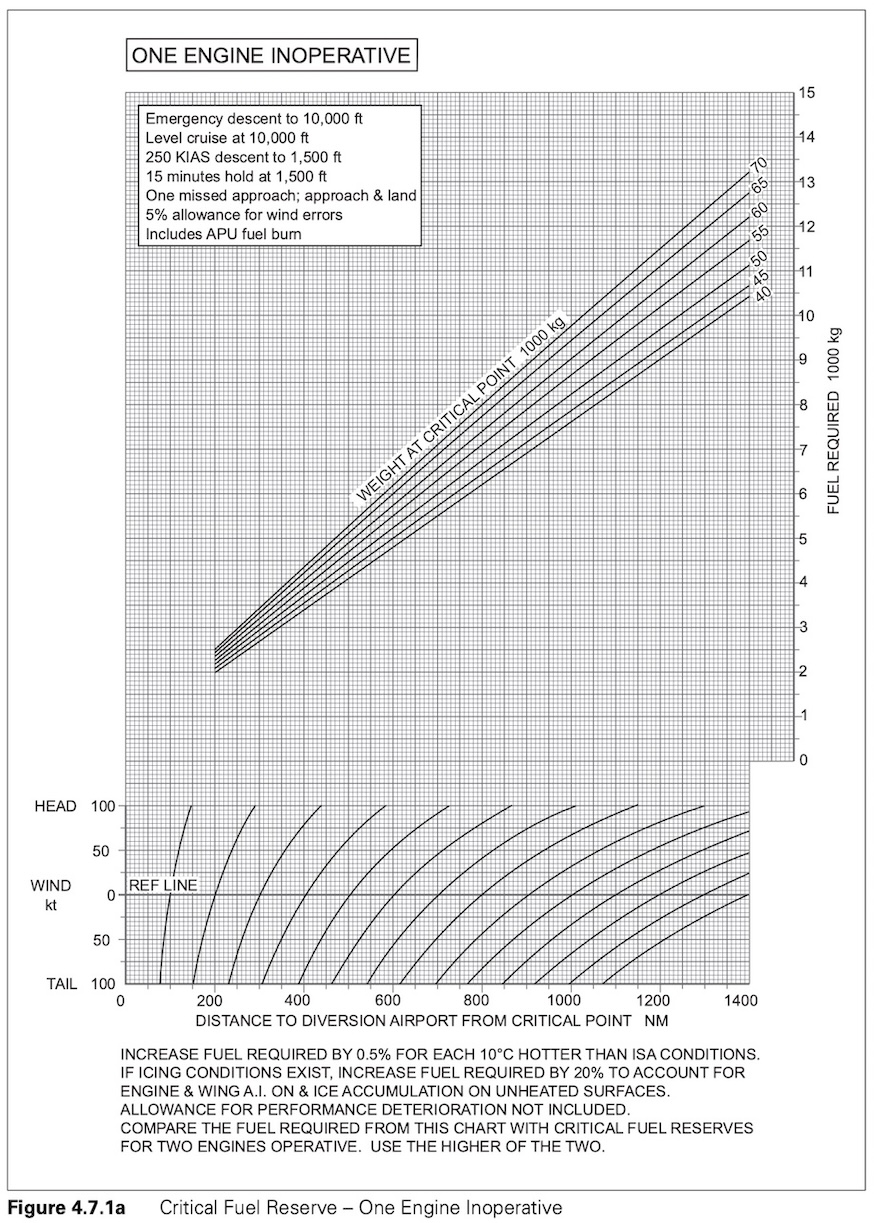 ONE ENGINE INOPERATIVE
Emergency descent to 10,000 ft
Level cruise at 10,000 ft
250 KIAS descent to 1,500 ft
15 minutes hold at 1,500 ft
One missed approach; approach & land
5% allowance for wind errors
Includes APU fuel burn
15
14
13
12
11
10
9
8
7
6
5
4
3
2
1
0
FUEL REQUIRED 1000 kg
70
65
60
55
50
45
40
WEIGHT AT CRITICAL POINT 1000 kg
HEAD 100
50
WIND 0
kt
50
TAIL 100
REF LINE
0 200 400 600 800 1000 1200 1400
DISTANCE TO DIVERSION AIRPORT FROM CRITICAL POINT NM
INCREASE FUEL REQUIRED BY 0.5% FOR EACH 10°C HOTTER THAN ISA CONDITIONS.
IF ICING CONDITIONS EXIST, INCREASE FUEL REQUIRED BY 20% TO ACCOUNT FOR
ENGINE & WING A.I. ON & ICE ACCUMULATION ON UNHEATED SURFACES.
ALLOWANCE FOR PERFORMANCE DETERIORATION NOT INCLUDED.
COMPARE THE FUEL REQUIRED FROM THIS CHART WITH CRITICAL FUEL RESERVES
FOR TWO ENGINES OPERATIVE. USE THE HIGHER OF THE TWO.
Figure 4.7.1a Critical Fuel Reserve – One Engine Inoperative